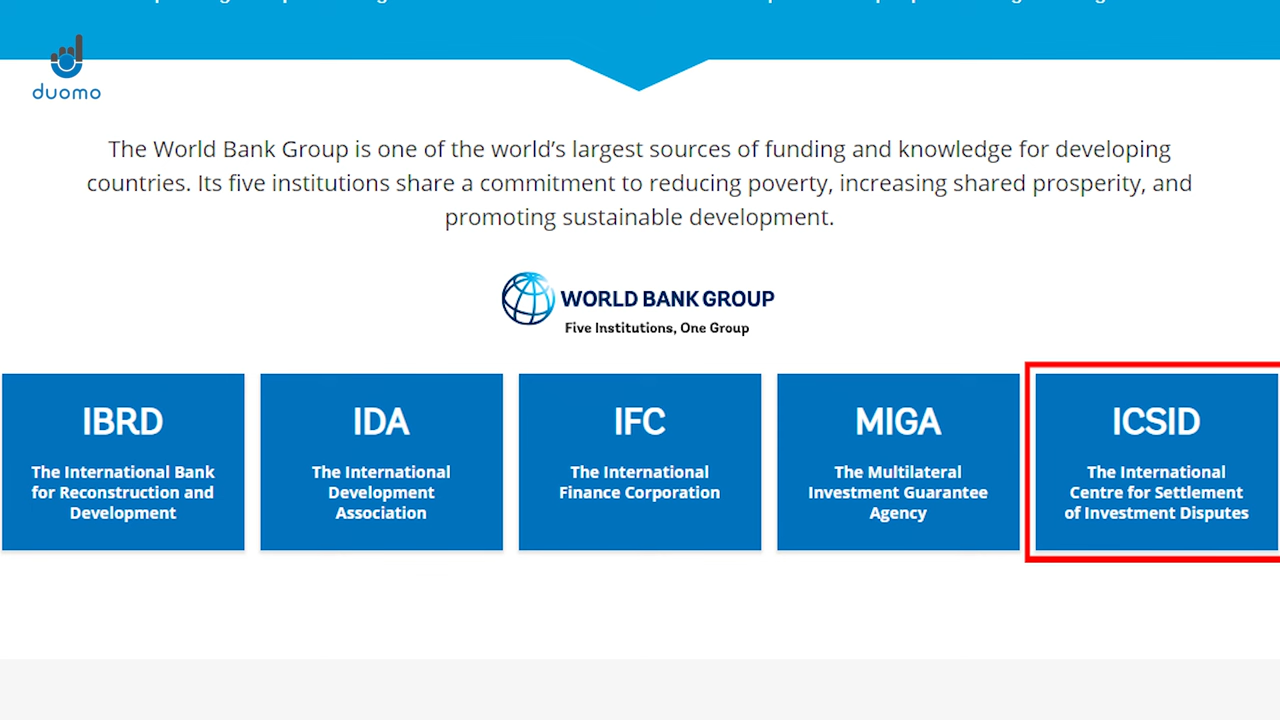 duomo
The World Bank Group is one of the world’s largest sources of funding and knowledge for developing
countries. Its five institutions share a commitment to reducing poverty, increasing shared prosperity, and
promoting sustainable development.
WORLD BANK GROUP
Five Institutions, One Group
IBRD
The International Bank
for Reconstruction and
Development
IDA
The International
Development
Association
IFC
The International
Finance Corporation
MIGA
The Multilateral
Investment Guarantee
Agency
ICSID
The International
Centre for Settlement
of Investment Disputes